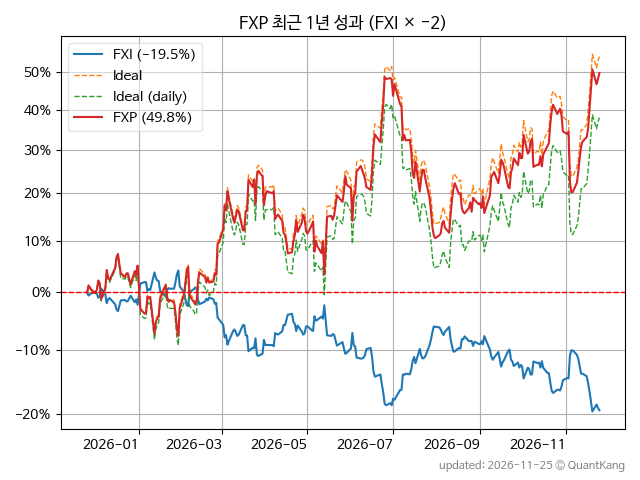 FXP 최근 1년 성과 (FXI × −2)
FXI (−19.5%)
Ideal
Ideal (daily)
FXP (49.8%)
50%
40%
30%
20%
10%
0%
−10%
−20%
2026-01
2026-03
2026-05
2026-07
2026-09
2026-11
updated: 2026-11-25 © QuantKang